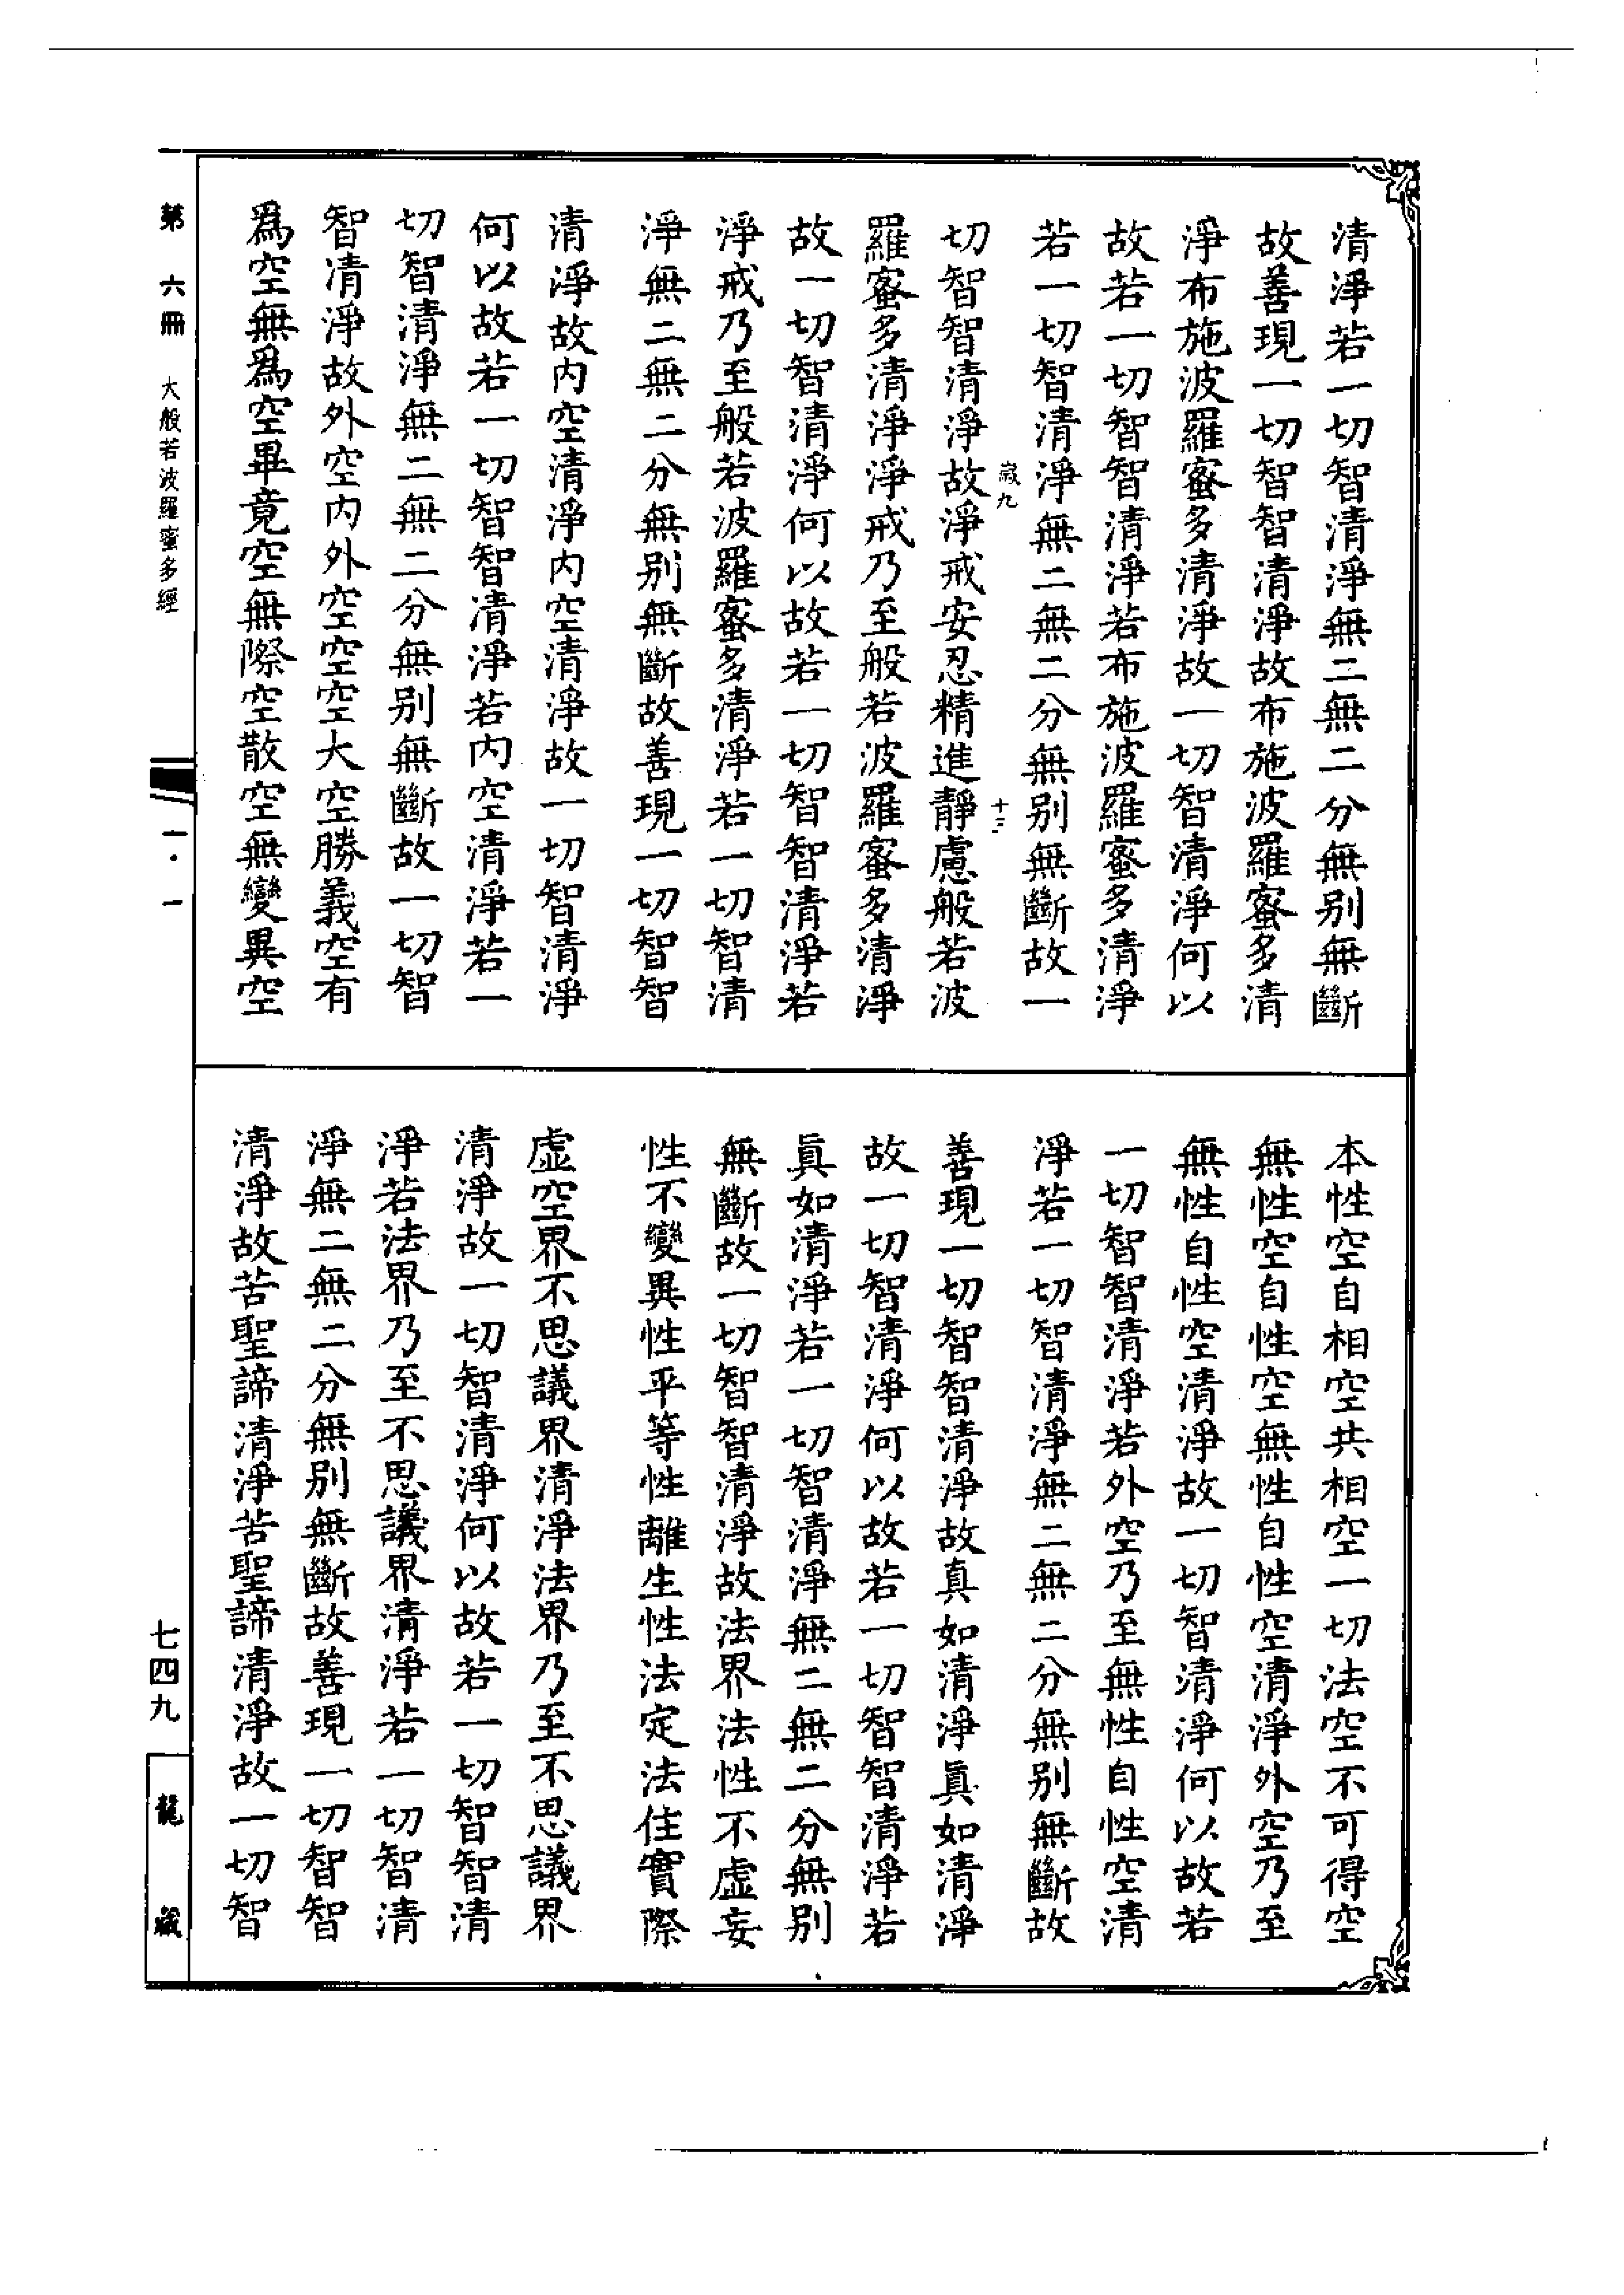 清淨若一切智清淨無二無二分無別無斷
故善現一切智智清淨故布施波羅蜜多清
淨布施波羅蜜多清淨故一切智清淨何以
故若一切智智清淨若布施波羅蜜多清淨
若一切智清淨無二無二分無別無斷故一
嚴九
十三
切智智清淨故淨戒安忍精進靜慮般若波
羅蜜多清淨淨戒乃至般若波羅蜜多清淨
故一切智清淨何以故若一切智智清淨若
淨戒乃至般若波羅蜜多清淨若一切智清
淨無二無二分無別無斷故善現一切智智
清淨故內空清淨內空清淨故一切智清淨
何以故若一切智智清淨若內空清淨若一
切智清淨無二無二分無別無斷故一切智
智清淨故外空內外空空空大空勝義空有
爲空無爲空畢竟空無際空散空無變異空
本性空自相空共相空一切法空不可得空
無性空自性空無性自性空清淨外空乃至
無性自性空清淨故一切智清淨何以故若
一切智智清淨若外空乃至無性自性空清
淨若一切智清淨無二無二分無別無斷故
善現一切智智清淨故真如清淨真如清淨
故一切智清淨何以故若一切智智清淨若
真如清淨若一切智清淨無二無二分無別
無斷故一切智智清淨故法界法性不虛妄
性不變異性平等性離生性法定法住實際
虛空界不思議界清淨法界乃至不思議界
清淨故一切智清淨何以故若一切智智清
淨若法界乃至不思議界清淨若一切智清
淨無二無二分無別無斷故善現一切智智
清淨故苦聖諦清淨苦聖諦清淨故一切智
第六冊 大般若波羅蜜多經
一·一
七四九
龍藏